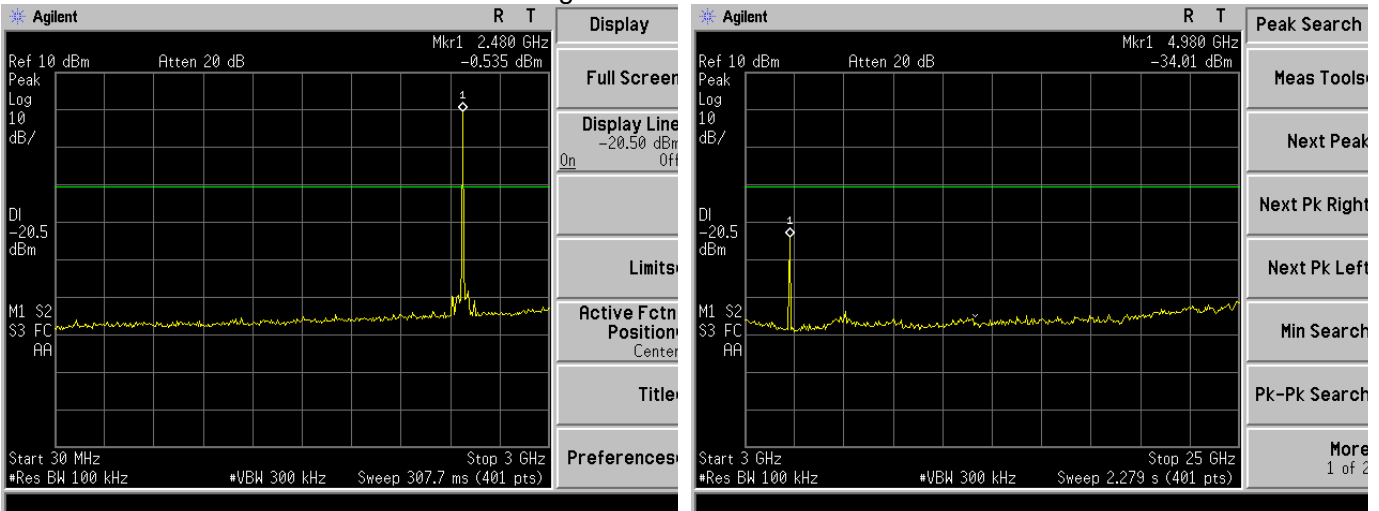 Agilent R T
Mkr1 2.480 GHz
Ref 10 dBm Atten 20 dB -0.535 dBm
Peak
Log
10
dB/
1
DI
-20.5
dBm
M1 S2
S3 FC
AA
Start 30 MHz Stop 3 GHz
#Res BW 100 kHz #VBW 300 kHz Sweep 307.7 ms (401 pts)
Display
Full Screen
Display Line
-20.50 dBm
On Off
Limits
Active Fctn
Position
Center
Title
Preferences
Agilent R T
Mkr1 4.980 GHz
Ref 10 dBm Atten 20 dB -34.01 dBm
Peak
Log
10
dB/
1
DI
-20.5
dBm
M1 S2
S3 FC
AA
Start 3 GHz Stop 25 GHz
#Res BW 100 kHz #VBW 300 kHz Sweep 2.279 s (401 pts)
Peak Search
Meas Tools
Next Peak
Next Pk Right
Next Pk Left
Min Search
Pk-Pk Search
More
1 of 2